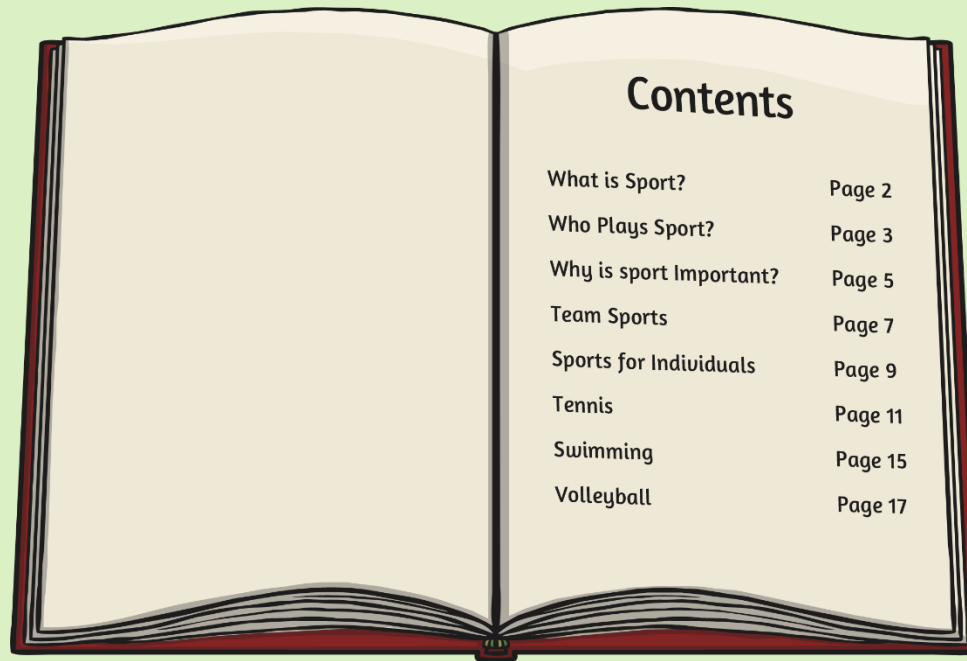 Contents
What is Sport? Page 2
Who Plays Sport? Page 3
Why is sport Important? Page 5
Team Sports Page 7
Sports for Individuals Page 9
Tennis Page 11
Swimming Page 15
Volleyball Page 17